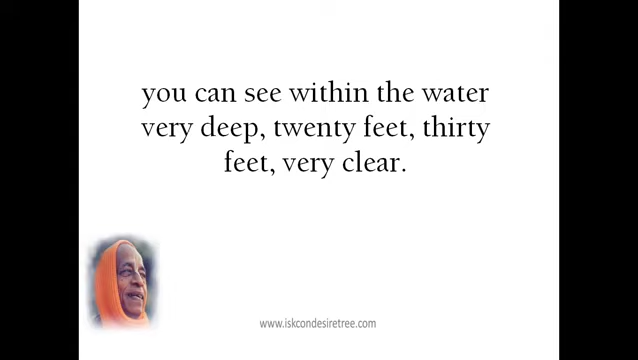 you can see within the water
very deep, twenty feet, thirty
feet, very clear.
www.iskcondesiretree.com